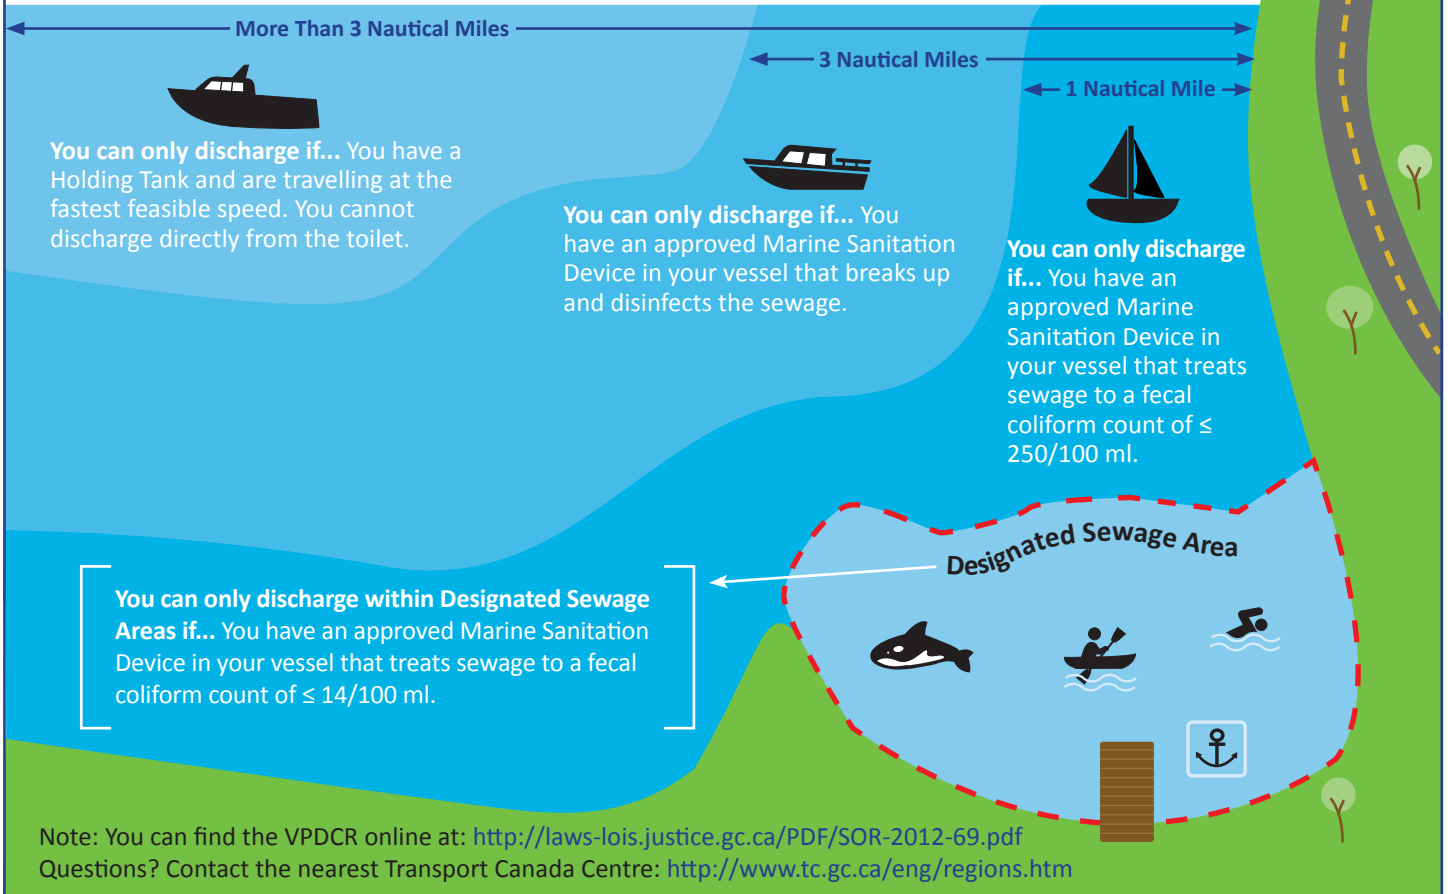 More Than 3 Nautical Miles
3 Nautical Miles
1 Nautical Mile
You can only discharge if... You have a
Holding Tank and are travelling at the
fastest feasible speed. You cannot
discharge directly from the toilet.
You can only discharge if... You
have an approved Marine Sanitation
Device in your vessel that breaks up
and disinfects the sewage.
You can only discharge
if... You have an
approved Marine
Sanitation Device in
your vessel that treats
sewage to a fecal
coliform count of ≤
250/100 ml.
Designated Sewage Area
You can only discharge within Designated Sewage
Areas if... You have an approved Marine Sanitation
Device in your vessel that treats sewage to a fecal
coliform count of ≤ 14/100 ml.
Note: You can find the VPDCR online at: http://laws-lois.justice.gc.ca/PDF/SOR-2012-69.pdf
Questions? Contact the nearest Transport Canada Centre: http://www.tc.gc.ca/eng/regions.htm